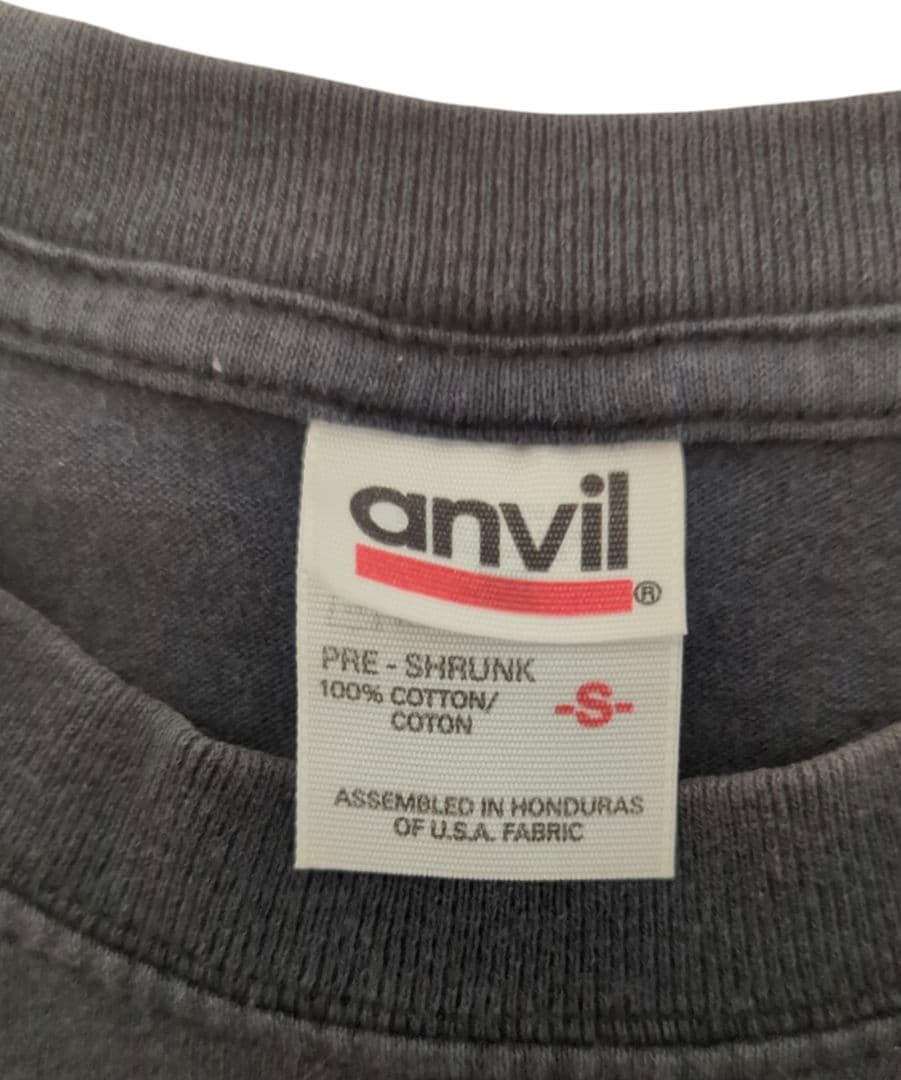 anvil®
PRE - SHRUNK
100% COTTON/
COTON
-S-
ASSEMBLED IN HONDURAS
OF U.S.A. FABRIC